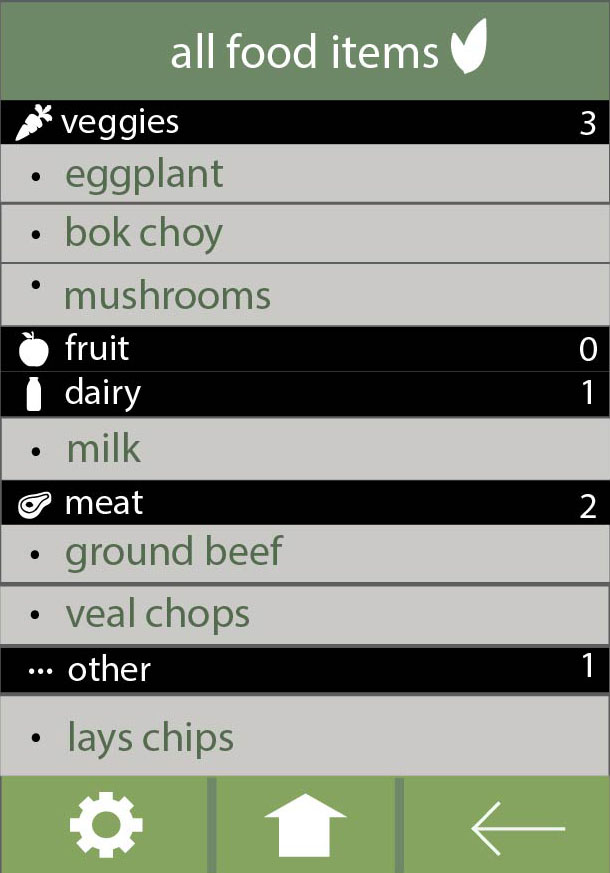 all food items
veggies 3
• eggplant
• bok choy
• mushrooms
fruit 0
dairy 1
• milk
meat 2
• ground beef
• veal chops
... other 1
• lays chips